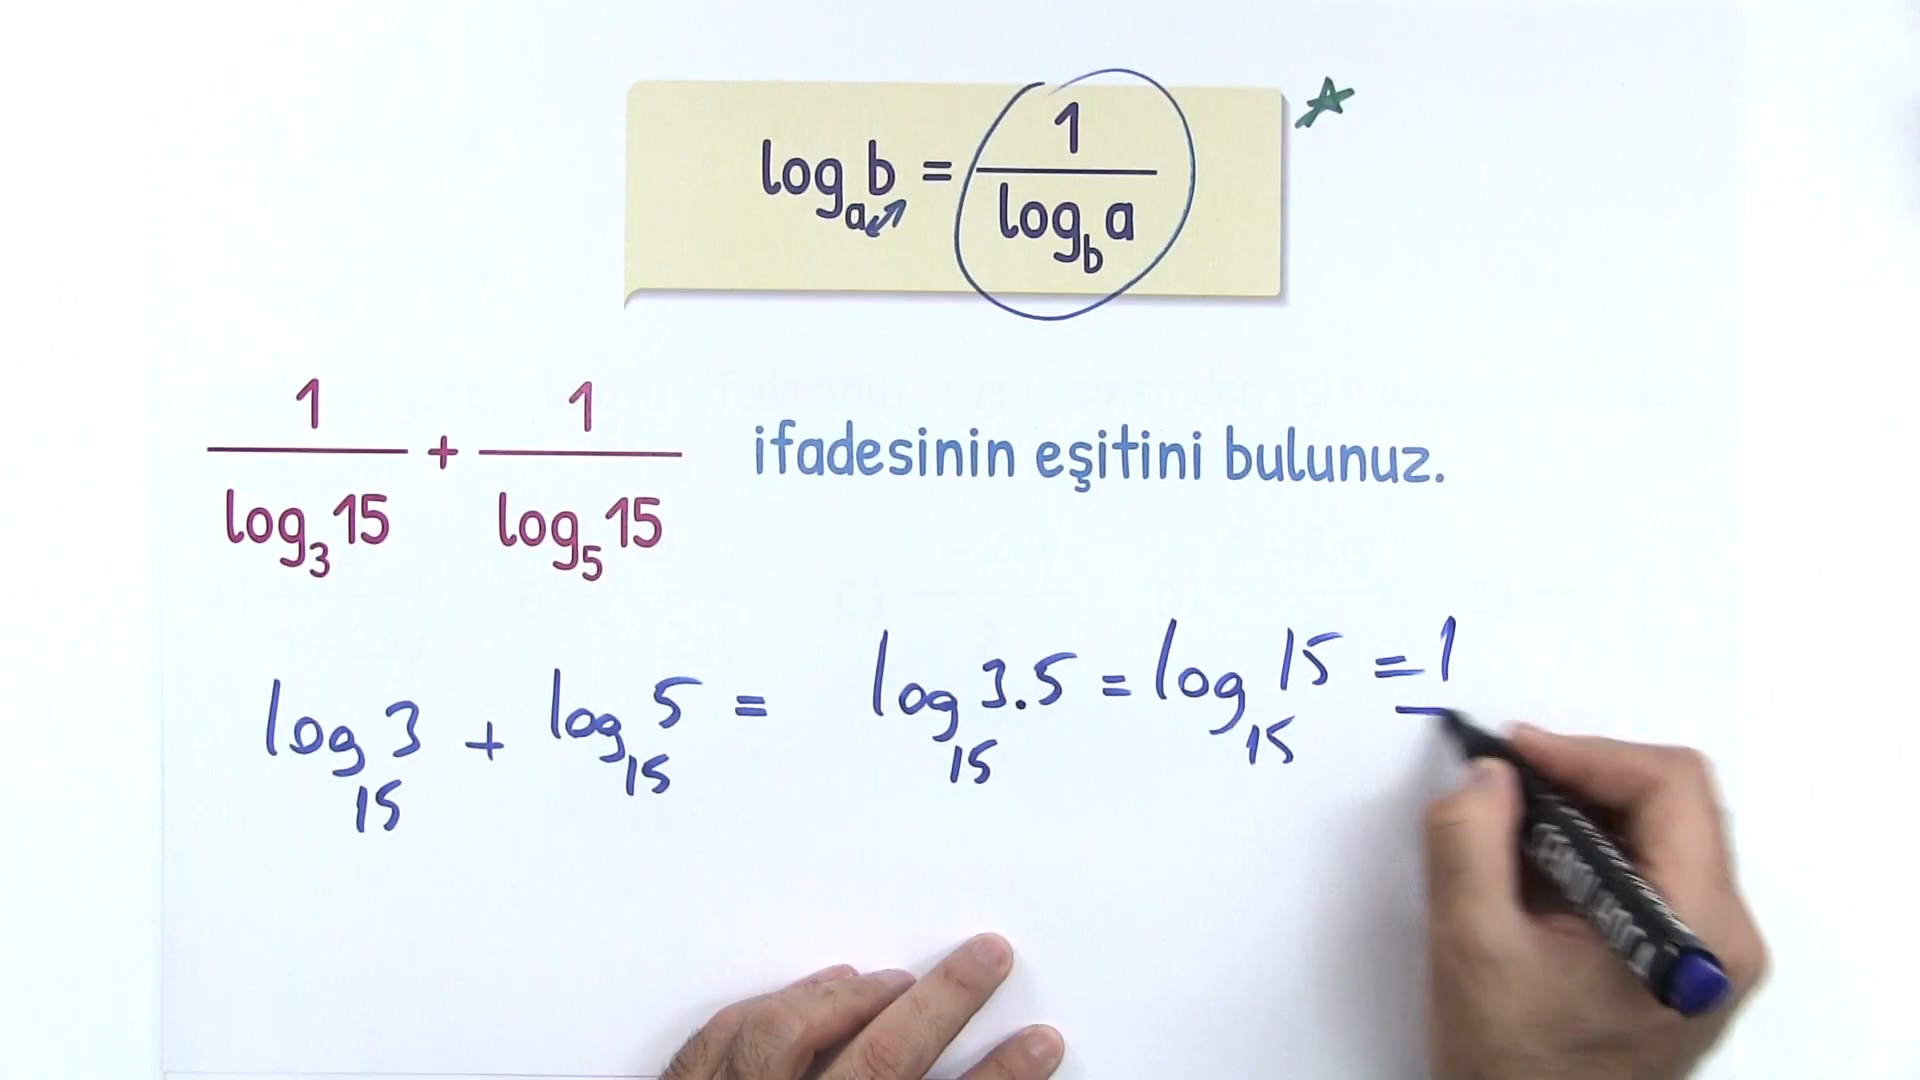 log_a b = 1 / log_b a
1 / log_3 15 + 1 / log_5 15 ifadesinin eşitini bulunuz.
log_15 3 + log_15 5 = log_15 3.5 = log_15 15 = 1